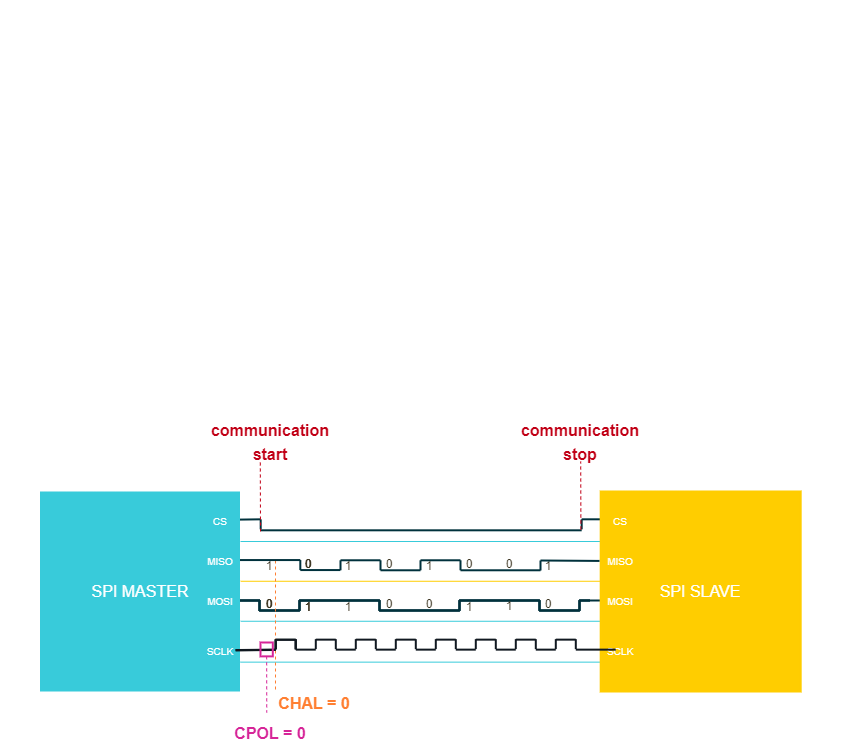 communication
start
communication
stop
CS
CS
MISO
1 0 1 0 1 0 0 1
MISO
SPI MASTER
SPI SLAVE
MOSI
0 1 1 0 0 1 1 0
MOSI
SCLK
SCLK
CHAL = 0
CPOL = 0